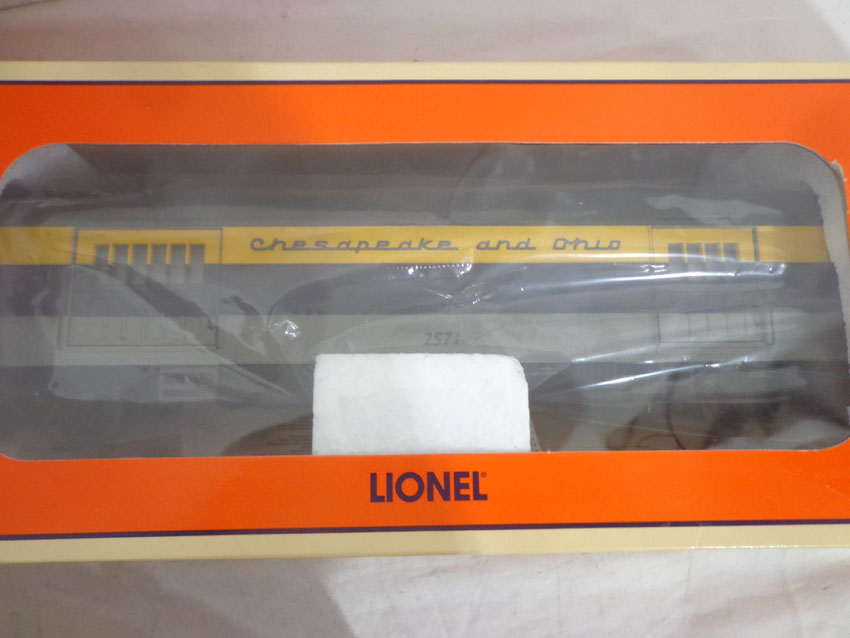 Chesapeake and Ohio
2571
LIONEL®